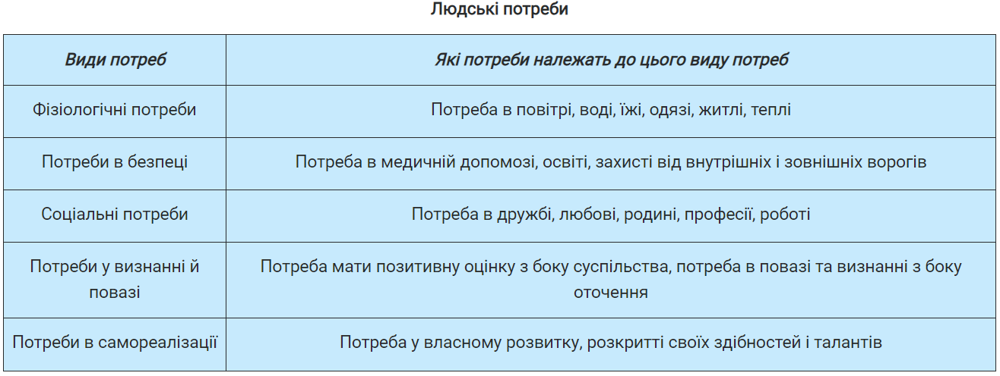 Людські потреби
Види потреб
Які потреби належать до цього виду потреб
Фізіологічні потреби
Потреба в повітрі, воді, їжі, одязі, житлі, теплі
Потреби в безпеці
Потреба в медичній допомозі, освіті, захисті від внутрішніх і зовнішніх ворогів
Соціальні потреби
Потреба в дружбі, любові, родині, професії, роботі
Потреби у визнанні й
повазі
Потреба мати позитивну оцінку з боку суспільства, потреба в повазі та визнанні з боку
оточення
Потреби в самореалізації
Потреба у власному розвитку, розкритті своїх здібностей і талантів